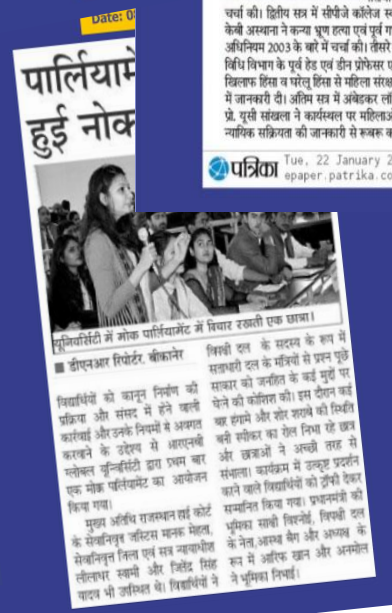 Date: 0
चर्चा की। द्वितीय सत्र में सीपीजे कॉलेज
केबी अस्थाना ने कन्या भ्रूण हत्या एवं पूर्व ग
अधिनियम 2003 के बारे में चर्चा की। तीसरे
विधि विभाग के पूर्व हेड एवं डीन प्रोफेसर ए
खिलाफ हिंसा व घरेलू हिंसा से महिला संरक्ष
में जानकारी दी। अंतिम सत्र में अंबेडकर लॉ
प्रो. यूसी सांखला ने कार्यस्थल पर महिलाओं
न्यायिक सक्रियता की जानकारी से रूबरू क
पत्रिका Tue, 22 January 2
epaper.patrika.co
पार्लियामें
हुई नोक
यूनिवर्सिटी में मोक पार्लियामेंट में विचार रखाती एक छात्रा।
डीएनआर रिपोर्टर, बीकानेर
विद्यार्थियों को कानून निर्माण की
प्रक्रिया और संसद में होने वाली
कार्रवाई और उनके नियमों से अवगत
करवाने के उद्देश्य से आरएनबी
ग्लोबल यूनिवर्सिटी द्वारा प्रथम बार
एक मोक पार्लियामेंट का आयोजन
किया गया।
मुख्य अतिथि राजस्थान हाई कोर्ट
के सेवानिवृत्त जस्टिस मानक मेहता,
सेवानिवृत्त जिला एवं सत्र न्यायाधीश
लीलाधर स्वामी और जितेंद्र सिंह
यादव भी उपस्थित थे। विद्यार्थियों ने
विपक्षी दल के सदस्य के रूप में
सत्ताधारी दल के मंत्रियों से प्रश्न पूछे
सरकार को जनहित के कई मुद्दों पर
घेरने की कोशिश की। इस दौरान कई
बार हंगामे और शोर शराबे की स्थिति
बनी स्पीकर का रोल निभा रहे छात्र
और छात्राओं ने अच्छी तरह से
संभाला। कार्यक्रम में उत्कृष्ट प्रदर्शन
करने वाले विद्यार्थियों को ट्रॉफी देकर
सम्मानित किया गया। प्रधानमंत्री की
भूमिका साक्षी बिश्नोई, विपक्षी दल
के नेता,आस्था बैग और अध्यक्ष के
रूप में आरिफ खान और अनमोल
ने भूमिका निभाई।